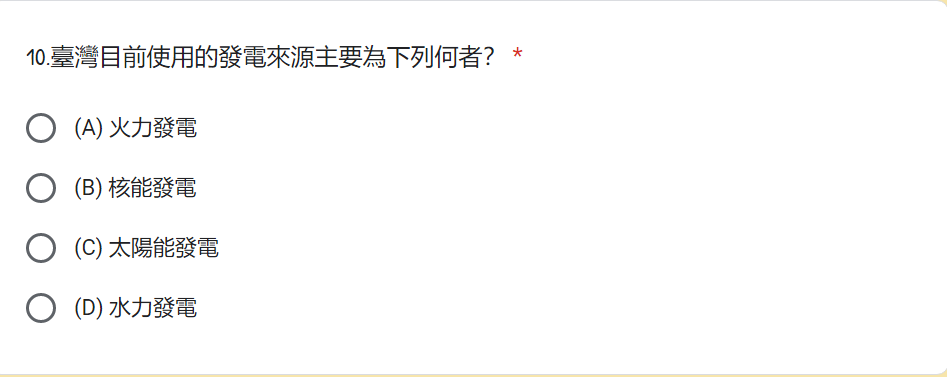 10.臺灣目前使用的發電來源主要為下列何者? *
(A) 火力發電
(B) 核能發電
(C) 太陽能發電
(D) 水力發電